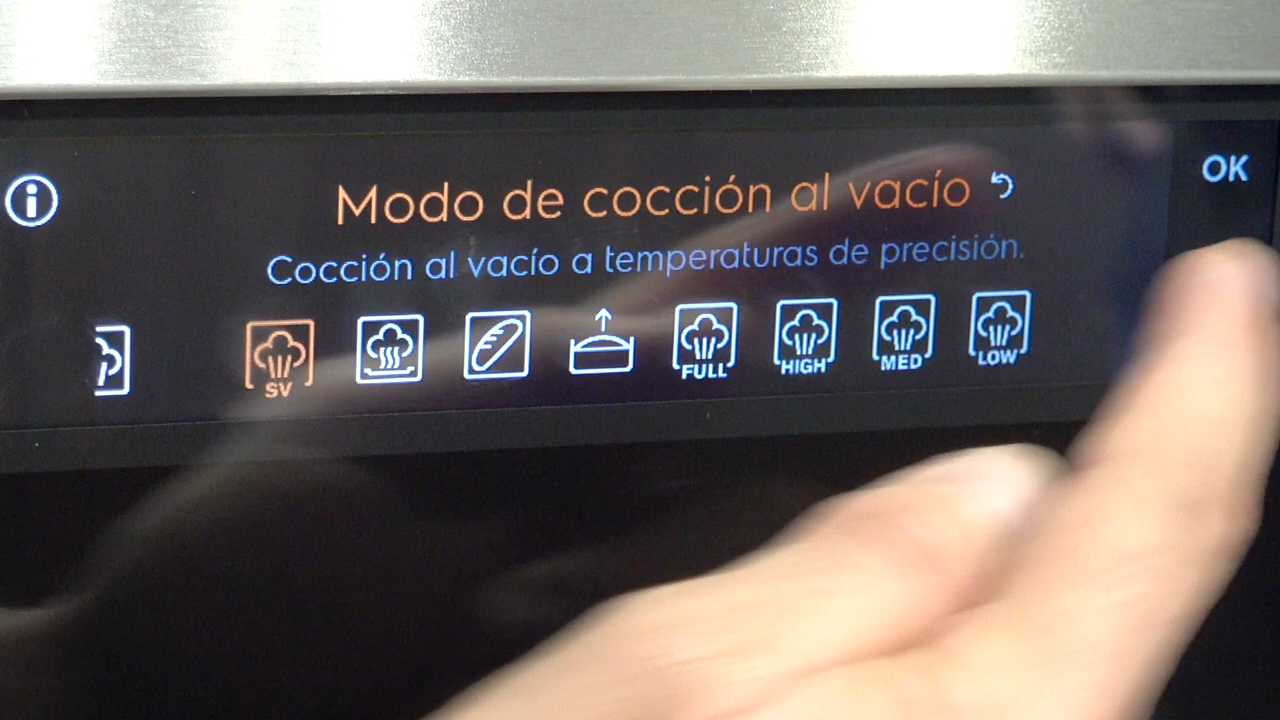 OK
Modo de cocción al vacío
Cocción al vacío a temperaturas de precisión.
SV
FULL
HIGH
MED
LOW